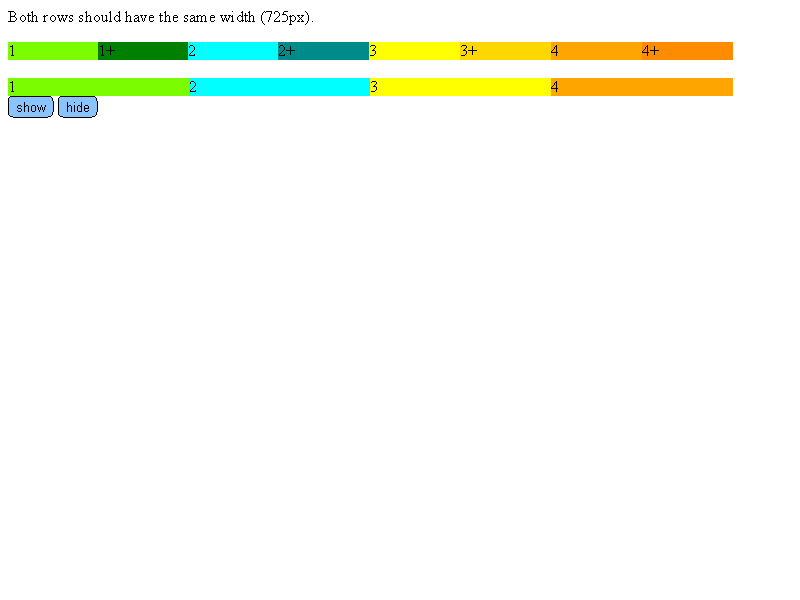 Both rows should have the same width (725px).
1 1+ 2 2+ 3 3+ 4 4+
1 2 3 4
show hide